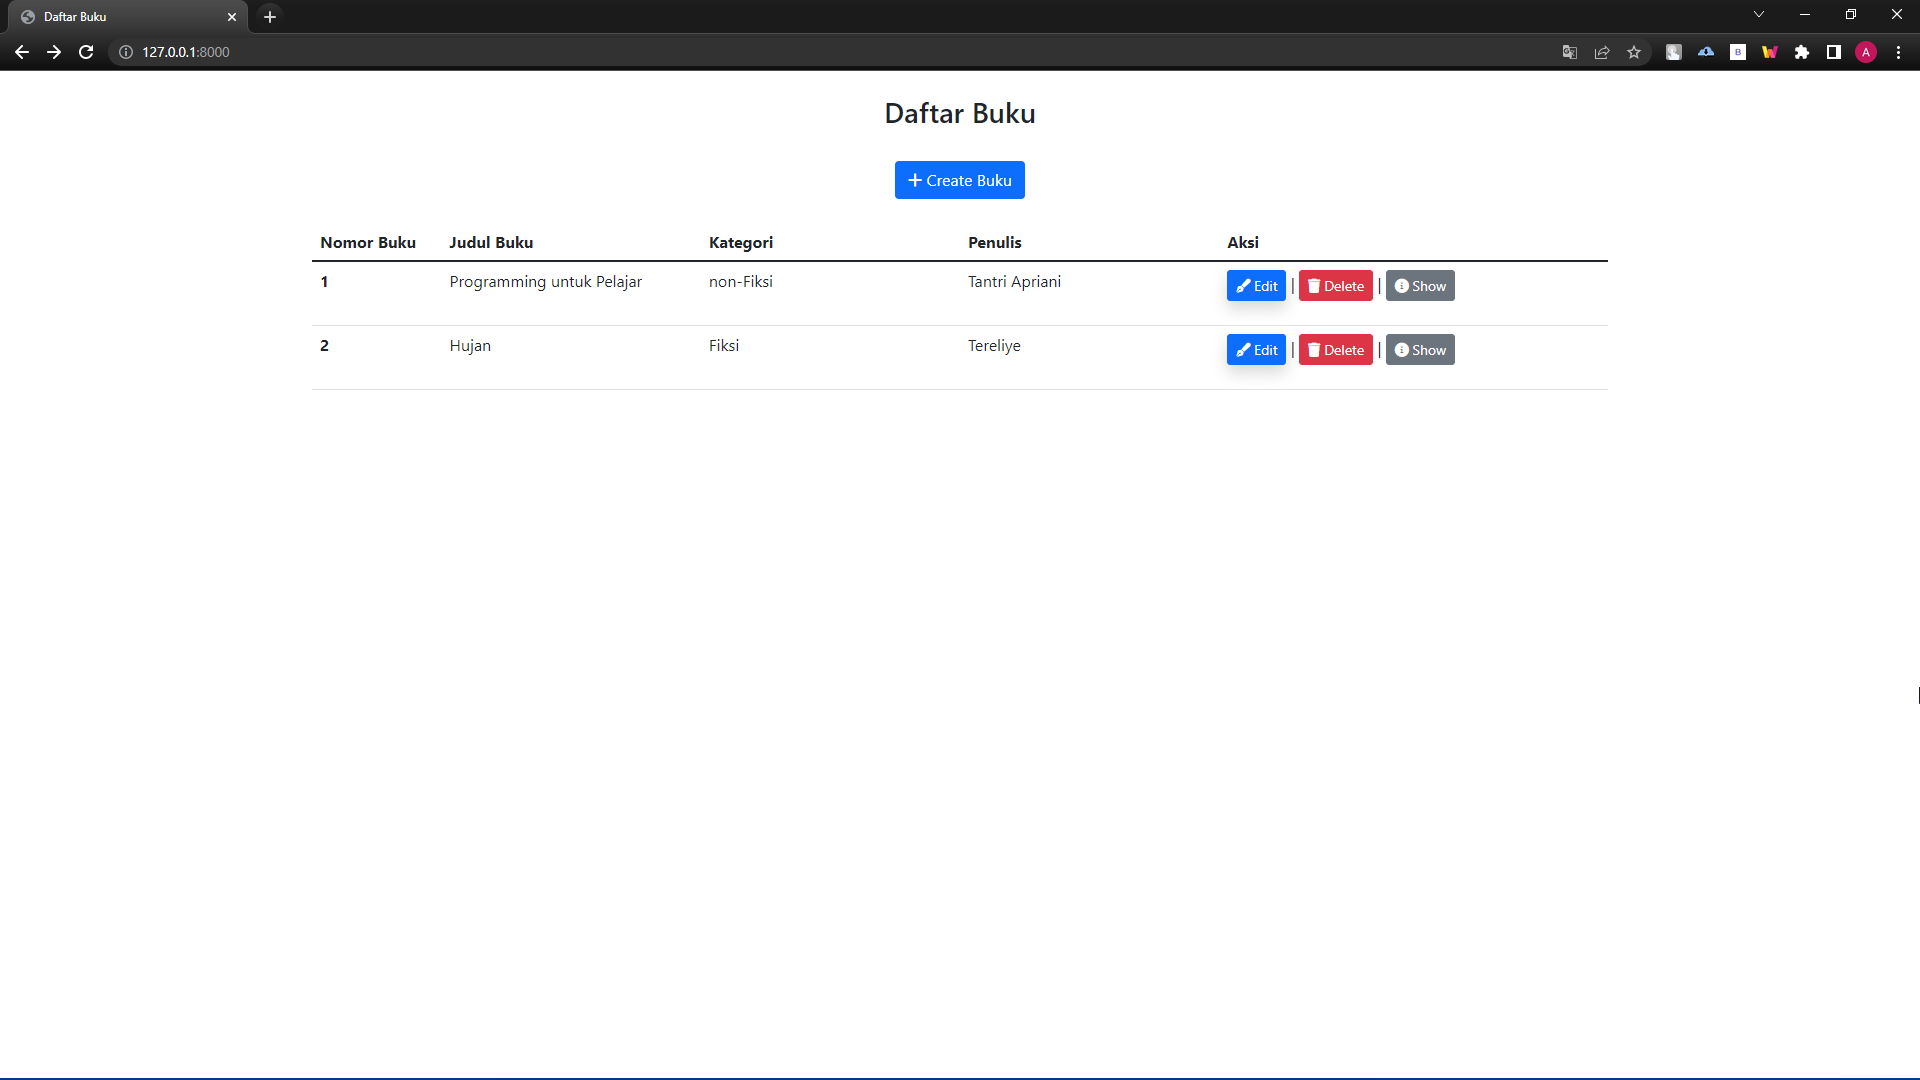 Daftar Buku
127.0.0.1:8000
B
A
Daftar Buku
Create Buku
Nomor Buku Judul Buku Kategori Penulis Aksi
1 Programming untuk Pelajar non-Fiksi Tantri Apriani Edit | Delete | Show
2 Hujan Fiksi Tereliye Edit | Delete | Show